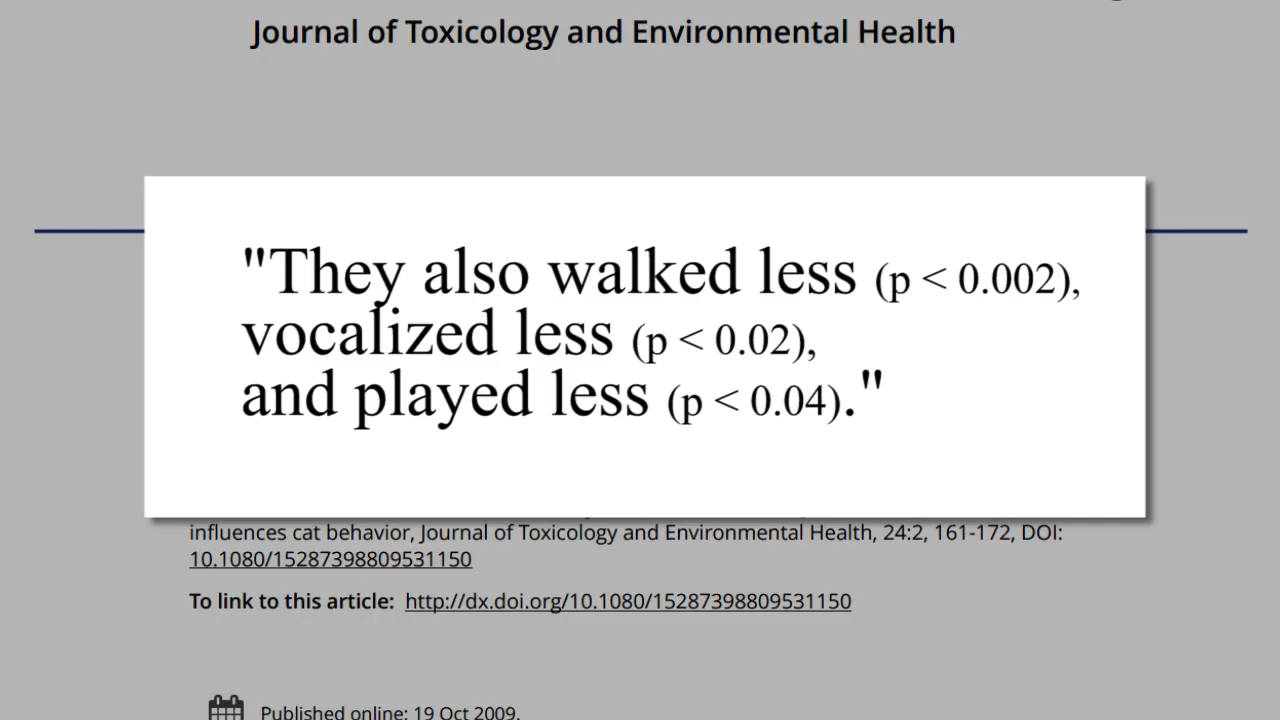 Journal of Toxicology and Environmental Health
"They also walked less (p < 0.002),
vocalized less (p < 0.02),
and played less (p < 0.04)."
influences cat behavior, Journal of Toxicology and Environmental Health, 24:2, 161-172, DOI:
10.1080/15287398809531150
To link to this article: http://dx.doi.org/10.1080/15287398809531150
Published online: 19 Oct 2009.